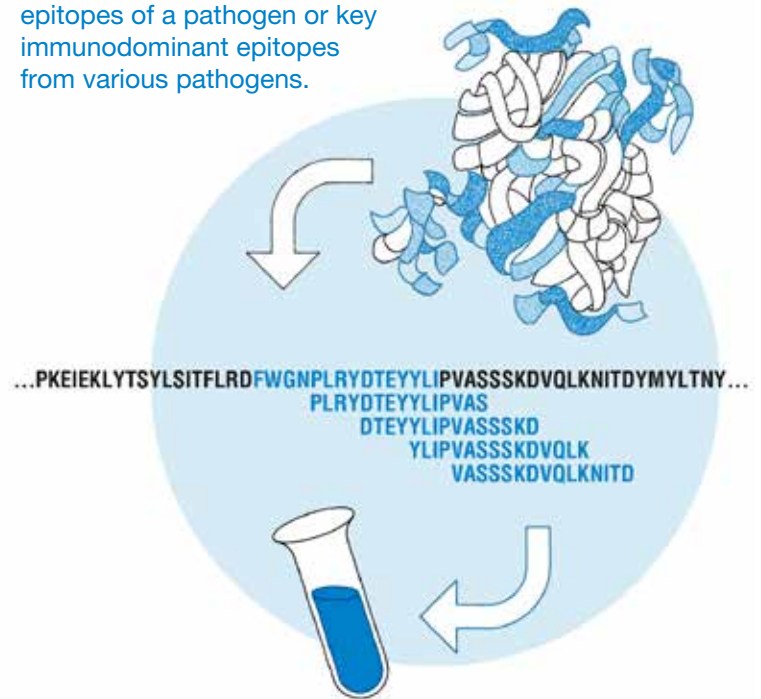 epitopes of a pathogen or key
immunodominant epitopes
from various pathogens.
...PKEIEKLYTSYLSITFLRDFWGNPLRYDTEYYLIPVASSSKDVQLKNITDYMYLTNY...
PLRYDTEYYLIPVAS
DTEYYLIPVASSSKD
YLIPVASSSKDVQLK
VASSSKDVQLKNITD